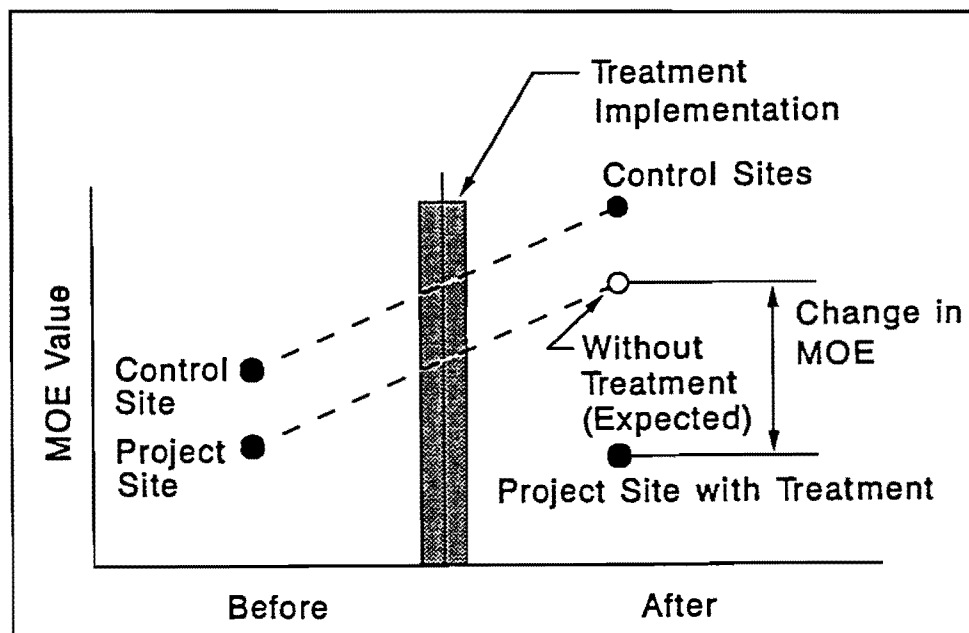 Treatment
Implementation
Control Sites
MOE Value
Control
Site
Project
Site
Without
Treatment
(Expected)
Change in
MOE
Project Site with Treatment
Before
After